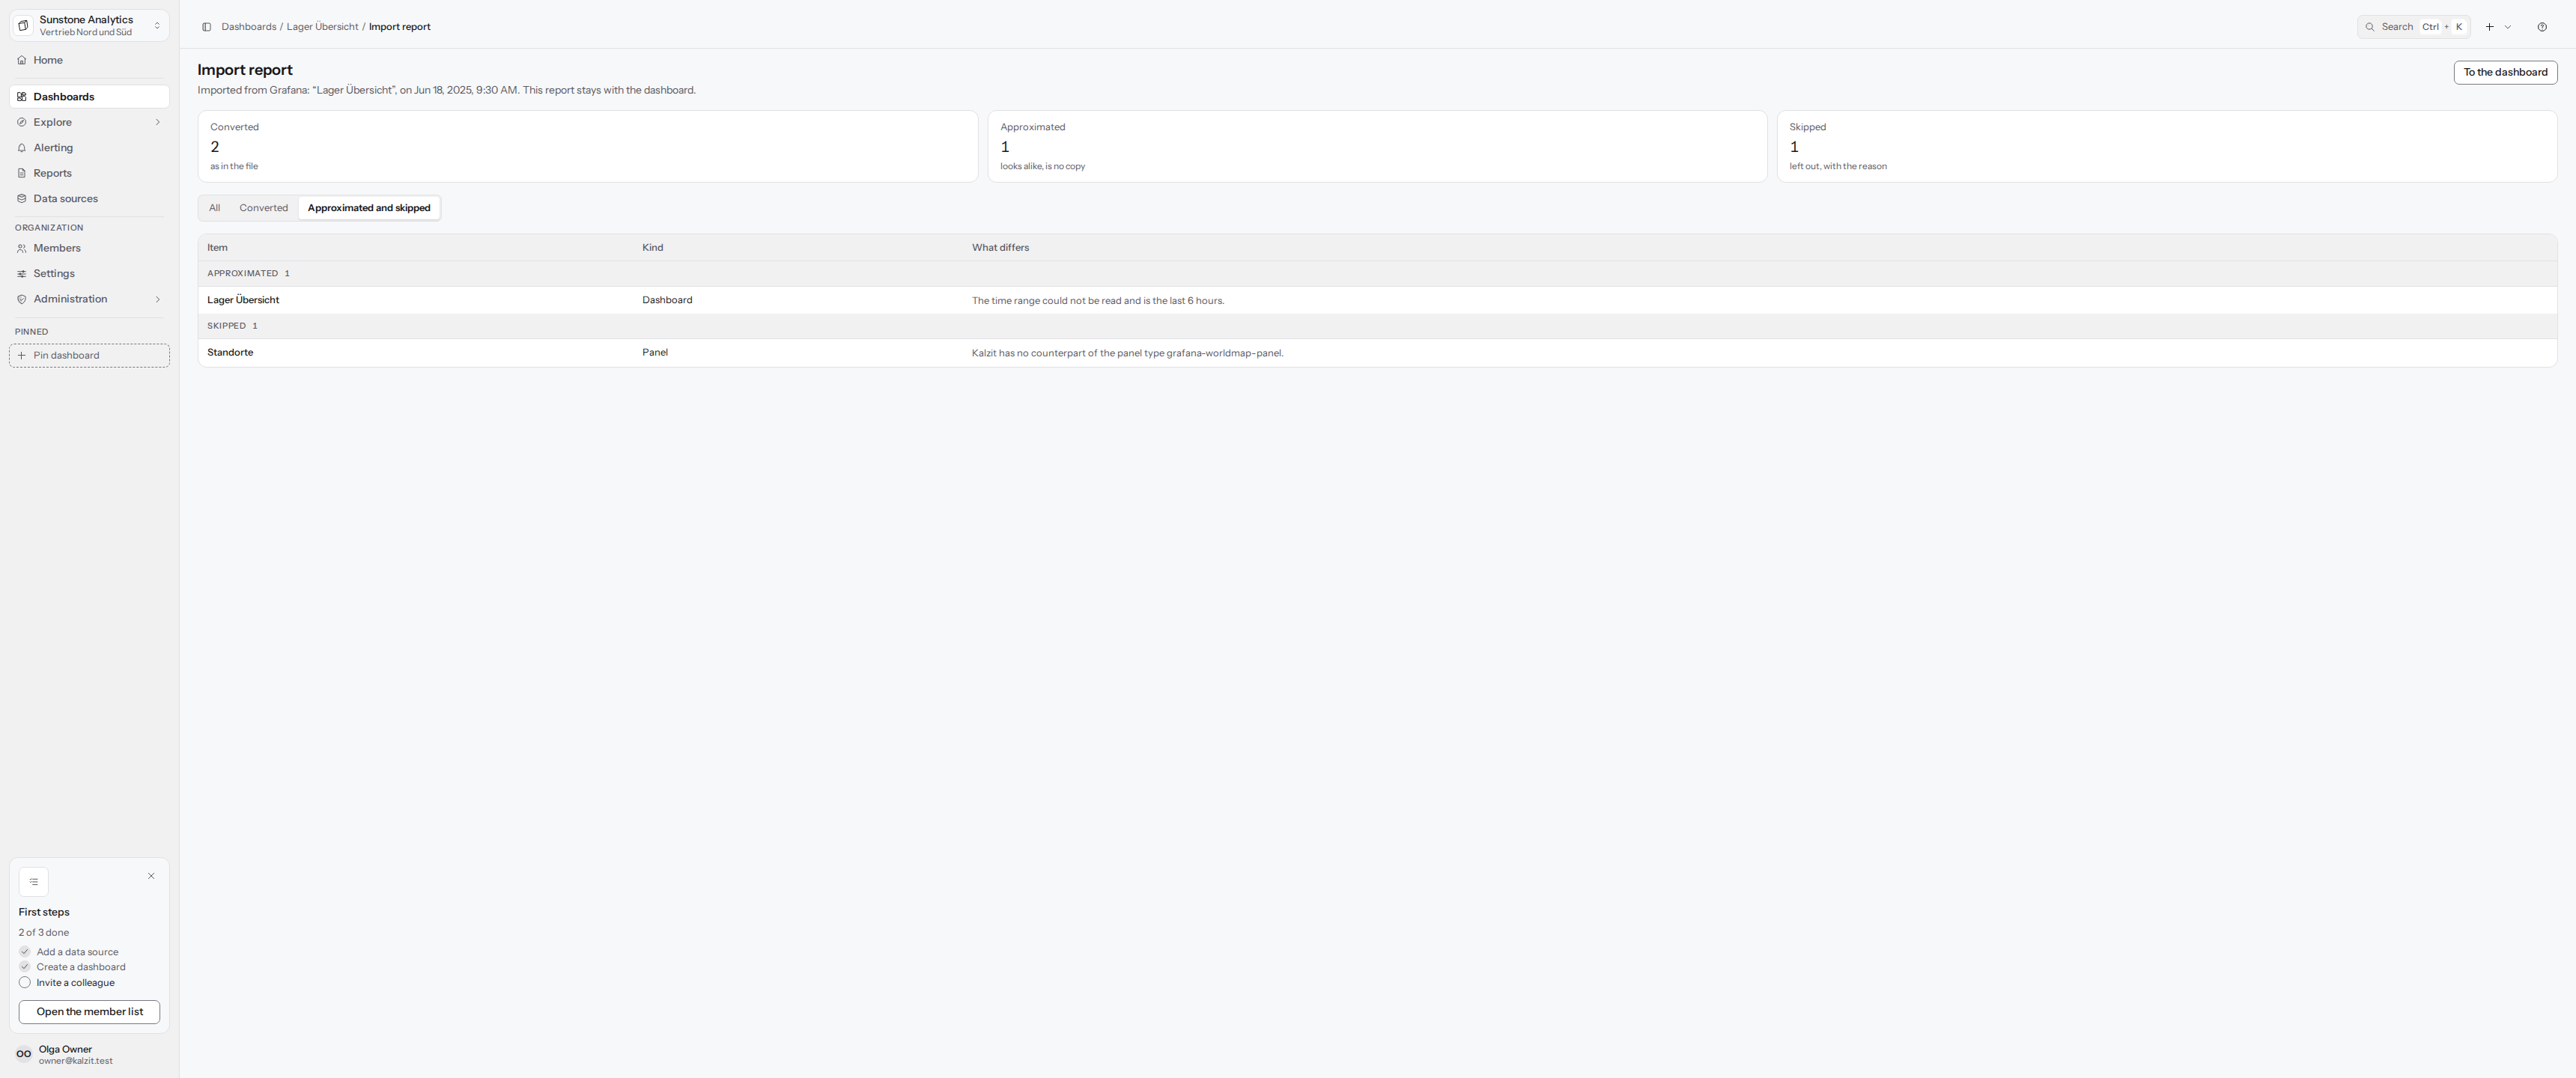 Sunstone Analytics
Vertrieb Nord und Süd
Home
Dashboards
Explore
Alerting
Reports
Data sources
ORGANIZATION
Members
Settings
Administration
PINNED
Pin dashboard
First steps
2 of 3 done
Add a data source
Create a dashboard
Invite a colleague
Open the member list
OO
Olga Owner
owner@kalzit.test
Dashboards / Lager Übersicht / Import report
Search Ctrl + K
Import report
To the dashboard
Imported from Grafana: “Lager Übersicht”, on Jun 18, 2025, 9:30 AM. This report stays with the dashboard.
Converted
2
as in the file
Approximated
1
looks alike, is no copy
Skipped
1
left out, with the reason
All Converted Approximated and skipped
Item Kind What differs
APPROXIMATED 1
Lager Übersicht Dashboard The time range could not be read and is the last 6 hours.
SKIPPED 1
Standorte Panel Kalzit has no counterpart of the panel type grafana-worldmap-panel.